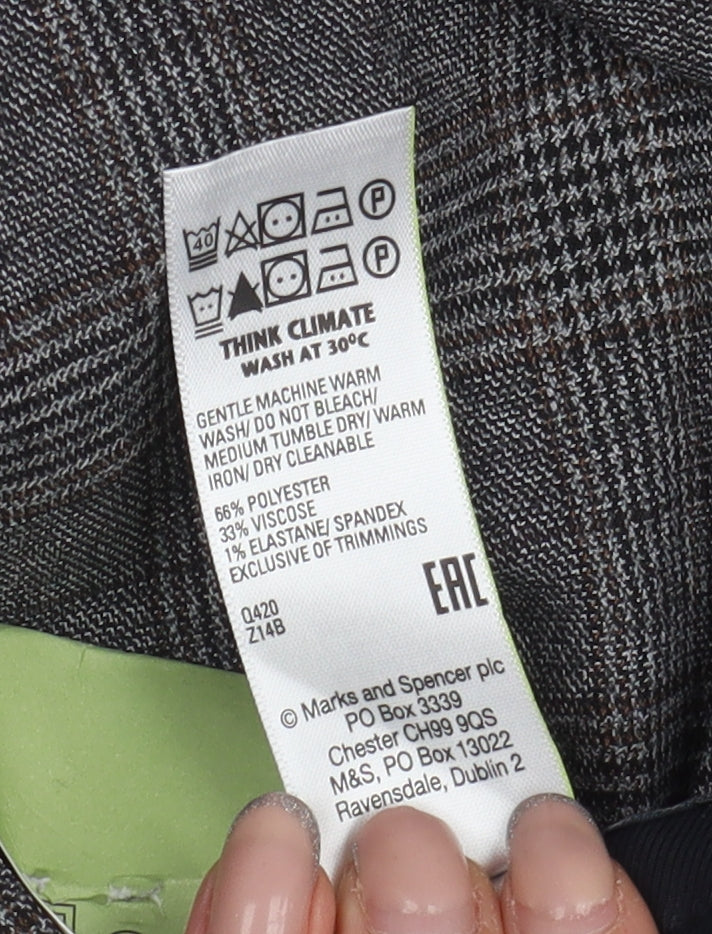 40 P
P
THINK CLIMATE
WASH AT 30ºC
GENTLE MACHINE WARM
WASH/ DO NOT BLEACH/
MEDIUM TUMBLE DRY/ WARM
IRON/ DRY CLEANABLE
66% POLYESTER
33% VISCOSE
1% ELASTANE/ SPANDEX
EXCLUSIVE OF TRIMMINGS
Q420
Z14B
EAC
© Marks and Spencer plc
PO Box 3339
Chester CH99 9QS
M&S, PO Box 13022
Ravensdale, Dublin 2